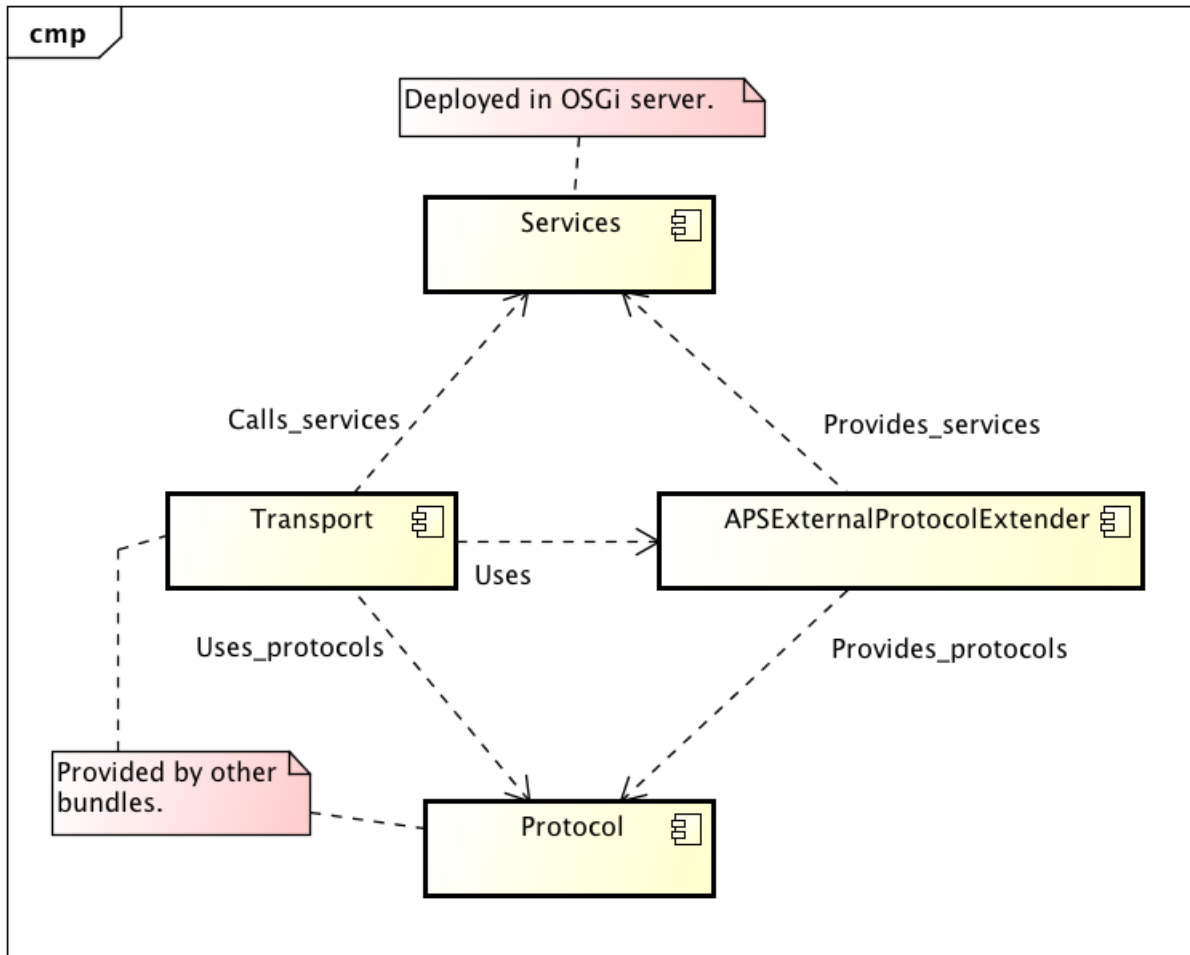 cmp
Deployed in OSGi server.
Services
Calls_services
Provides_services
Transport
APSExternalProtocolExtender
Uses
Uses_protocols
Provides_protocols
Provided by other
bundles.
Protocol